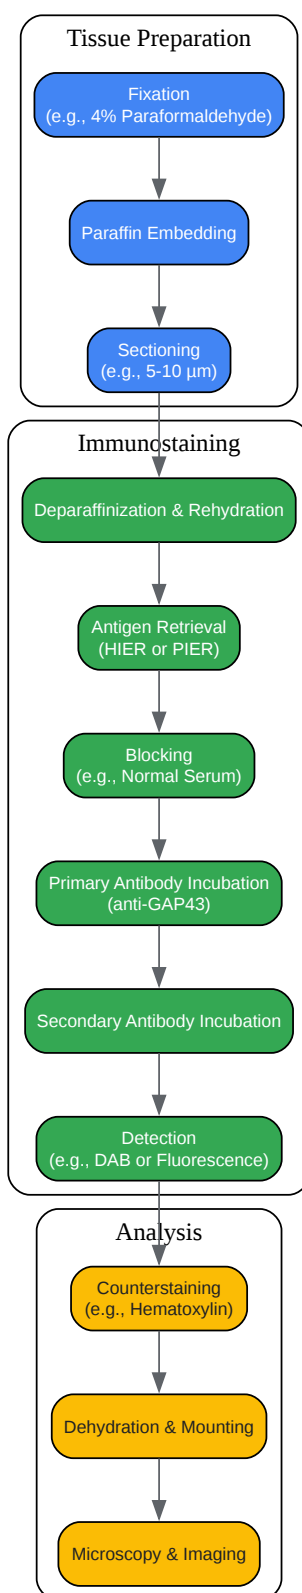 Tissue Preparation
Fixation
(e.g., 4% Paraformaldehyde)
Paraffin Embedding
Sectioning
(e.g., 5-10 µm)
Immunostaining
Deparaffinization & Rehydration
Antigen Retrieval
(HIER or PIER)
Blocking
(e.g., Normal Serum)
Primary Antibody Incubation
(anti-GAP43)
Secondary Antibody Incubation
Detection
(e.g., DAB or Fluorescence)
Analysis
Counterstaining
(e.g., Hematoxylin)
Dehydration & Mounting
Microscopy & Imaging